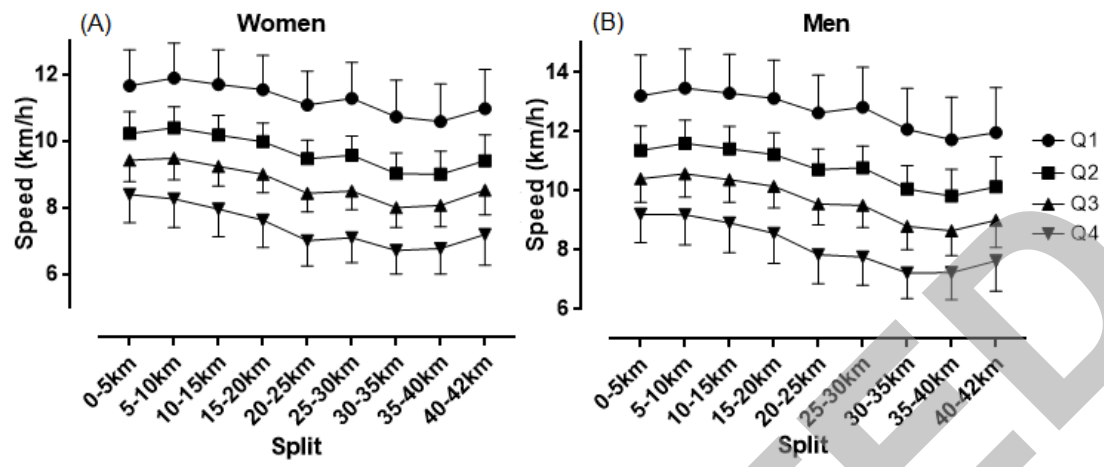 (A) Women
(B) Men
12
10
8
6
Speed (km/h)
0-5km
5-10km
10-15km
15-20km
20-25km
25-30km
30-35km
35-40km
40-42km
Split
14
12
10
8
6
Speed (km/h)
0-5km
5-10km
10-15km
15-20km
20-25km
25-30km
30-35km
35-40km
40-42km
Split
Q1
Q2
Q3
Q4
TED